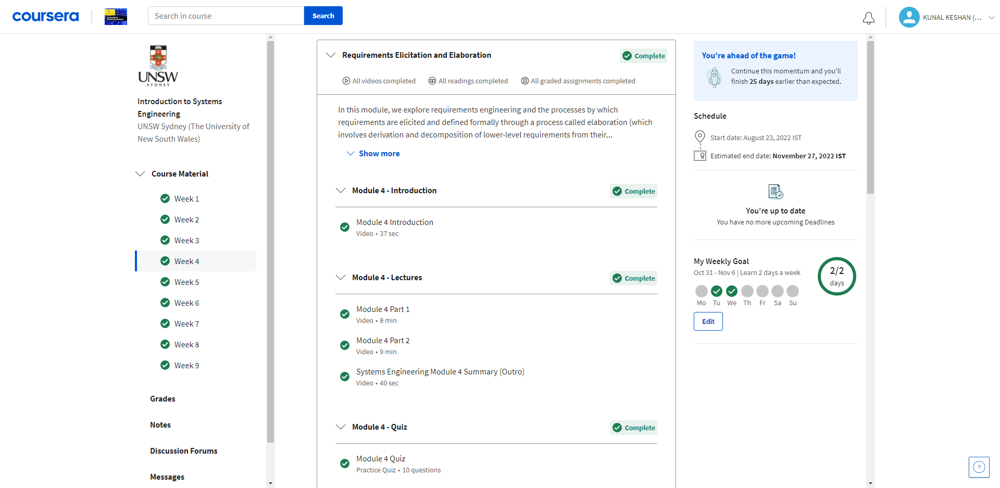 coursera
Search in course
Search
KUNAL KESHAN (...
UNSW
SYDNEY
Introduction to Systems
Engineering
UNSW Sydney (The University of
New South Wales)
Course Material
Week 1
Week 2
Week 3
Week 4
Week 5
Week 6
Week 7
Week 8
Week 9
Grades
Notes
Discussion Forums
Messages
Requirements Elicitation and Elaboration
Complete
All videos completed
All readings completed
All graded assignments completed
In this module, we explore requirements engineering and the processes by which
requirements are elicited and defined formally through a process called elaboration (which
involves derivation and decomposition of lower-level requirements from their...
Show more
Module 4 - Introduction
Complete
Module 4 Introduction
Video • 37 sec
Module 4 - Lectures
Complete
Module 4 Part 1
Video • 8 min
Module 4 Part 2
Video • 9 min
Systems Engineering Module 4 Summary (Outro)
Video • 40 sec
Module 4 - Quiz
Complete
Module 4 Quiz
Practice Quiz • 10 questions
You're ahead of the game!
Continue this momentum and you'll
finish 25 days earlier than expected.
Schedule
Start date: August 23, 2022 IST
Estimated end date: November 27, 2022 IST
You're up to date
You have no more upcoming Deadlines
My Weekly Goal
Oct 31 - Nov 6 | Learn 2 days a week
2/2
days
Mo Tu We Th Fr Sa Su
Edit
?